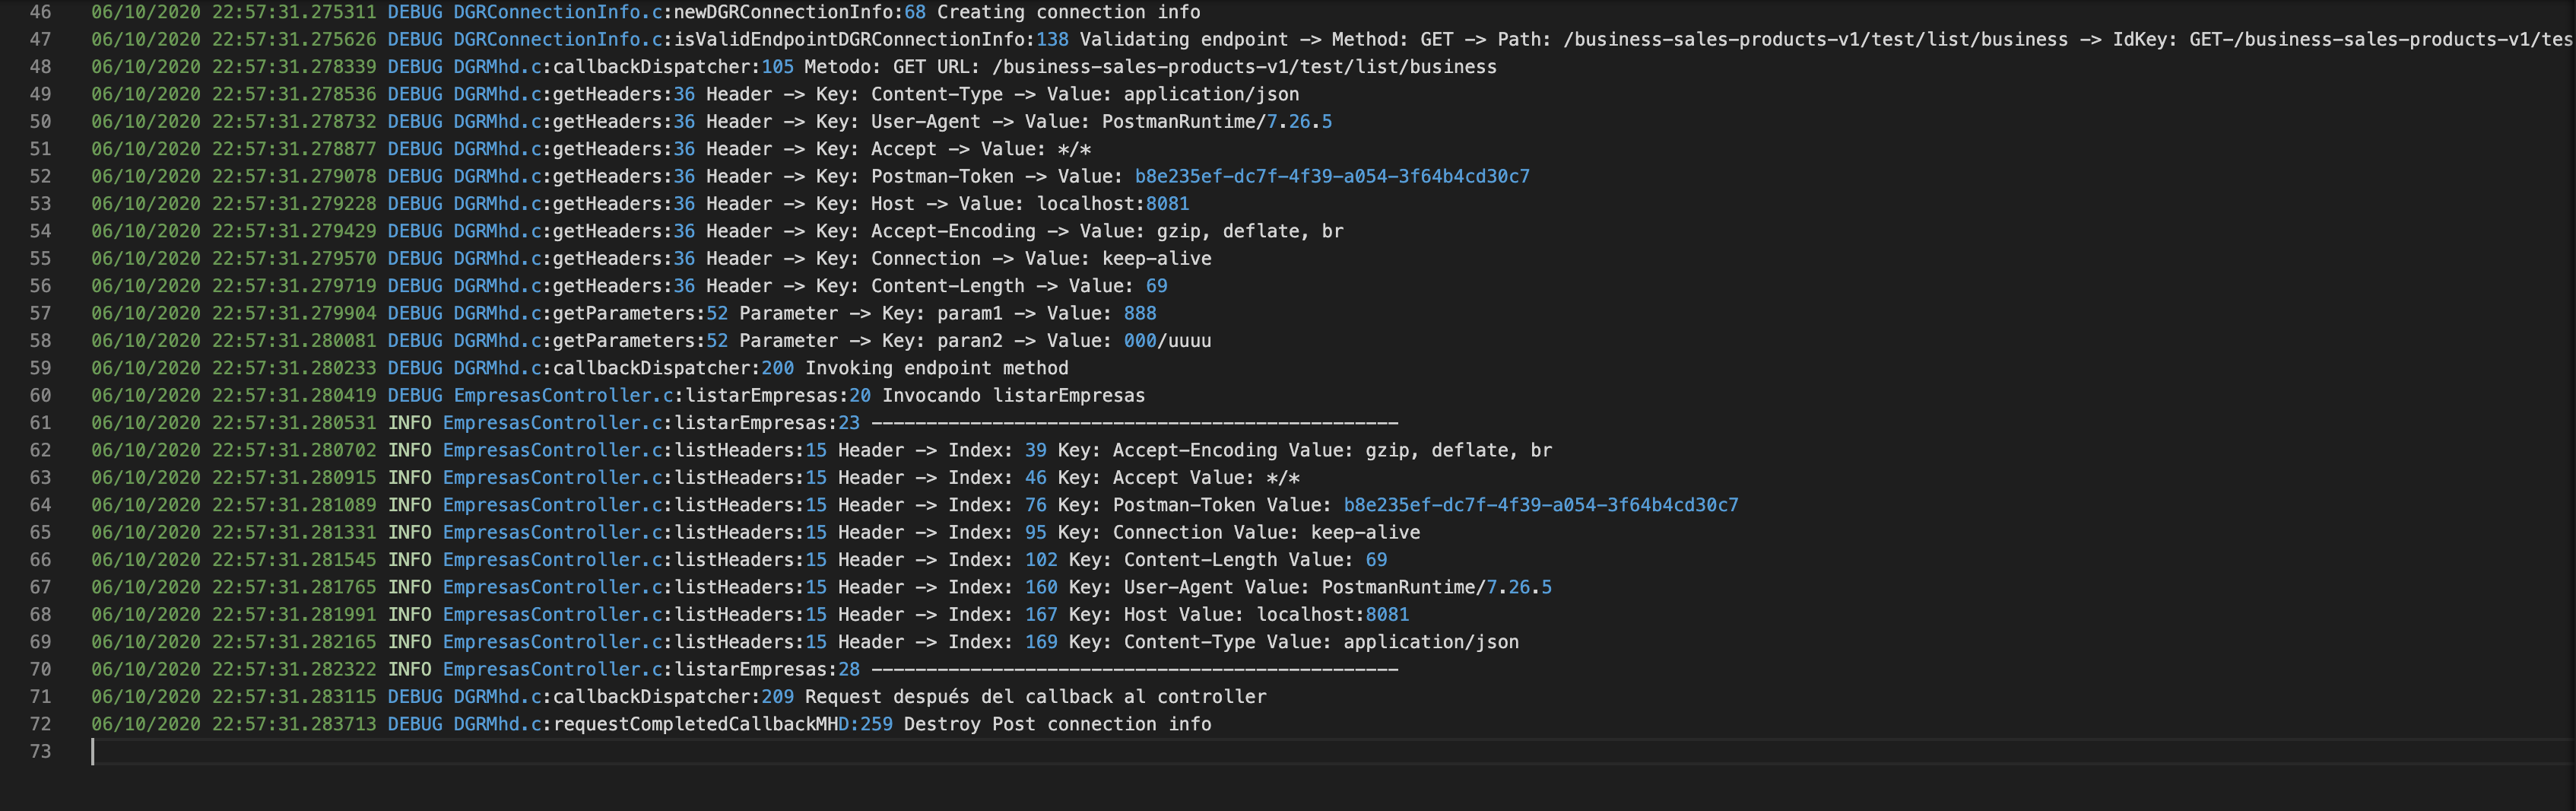 46 06/10/2020 22:57:31.275311 DEBUG DGRConnectionInfo.c:newDGRConnectionInfo:68 Creating connection info
47 06/10/2020 22:57:31.275626 DEBUG DGRConnectionInfo.c:isValidEndpointDGRConnectionInfo:138 Validating endpoint -> Method: GET -> Path: /business-sales-products-v1/test/list/business -> IdKey: GET-/business-sales-products-v1/tes
48 06/10/2020 22:57:31.278339 DEBUG DGRMhd.c:callbackDispatcher:105 Metodo: GET URL: /business-sales-products-v1/test/list/business
49 06/10/2020 22:57:31.278536 DEBUG DGRMhd.c:getHeaders:36 Header -> Key: Content-Type -> Value: application/json
50 06/10/2020 22:57:31.278732 DEBUG DGRMhd.c:getHeaders:36 Header -> Key: User-Agent -> Value: PostmanRuntime/7.26.5
51 06/10/2020 22:57:31.278877 DEBUG DGRMhd.c:getHeaders:36 Header -> Key: Accept -> Value: */*
52 06/10/2020 22:57:31.279078 DEBUG DGRMhd.c:getHeaders:36 Header -> Key: Postman-Token -> Value: b8e235ef-dc7f-4f39-a054-3f64b4cd30c7
53 06/10/2020 22:57:31.279228 DEBUG DGRMhd.c:getHeaders:36 Header -> Key: Host -> Value: localhost:8081
54 06/10/2020 22:57:31.279429 DEBUG DGRMhd.c:getHeaders:36 Header -> Key: Accept-Encoding -> Value: gzip, deflate, br
55 06/10/2020 22:57:31.279570 DEBUG DGRMhd.c:getHeaders:36 Header -> Key: Connection -> Value: keep-alive
56 06/10/2020 22:57:31.279719 DEBUG DGRMhd.c:getHeaders:36 Header -> Key: Content-Length -> Value: 69
57 06/10/2020 22:57:31.279904 DEBUG DGRMhd.c:getParameters:52 Parameter -> Key: param1 -> Value: 888
58 06/10/2020 22:57:31.280081 DEBUG DGRMhd.c:getParameters:52 Parameter -> Key: paran2 -> Value: 000/uuuu
59 06/10/2020 22:57:31.280233 DEBUG DGRMhd.c:callbackDispatcher:200 Invoking endpoint method
60 06/10/2020 22:57:31.280419 DEBUG EmpresasController.c:listarEmpresas:20 Invocando listarEmpresas
61 06/10/2020 22:57:31.280531 INFO EmpresasController.c:listarEmpresas:23 ------------------------------------------------
62 06/10/2020 22:57:31.280702 INFO EmpresasController.c:listHeaders:15 Header -> Index: 39 Key: Accept-Encoding Value: gzip, deflate, br
63 06/10/2020 22:57:31.280915 INFO EmpresasController.c:listHeaders:15 Header -> Index: 46 Key: Accept Value: */*
64 06/10/2020 22:57:31.281089 INFO EmpresasController.c:listHeaders:15 Header -> Index: 76 Key: Postman-Token Value: b8e235ef-dc7f-4f39-a054-3f64b4cd30c7
65 06/10/2020 22:57:31.281331 INFO EmpresasController.c:listHeaders:15 Header -> Index: 95 Key: Connection Value: keep-alive
66 06/10/2020 22:57:31.281545 INFO EmpresasController.c:listHeaders:15 Header -> Index: 102 Key: Content-Length Value: 69
67 06/10/2020 22:57:31.281765 INFO EmpresasController.c:listHeaders:15 Header -> Index: 160 Key: User-Agent Value: PostmanRuntime/7.26.5
68 06/10/2020 22:57:31.281991 INFO EmpresasController.c:listHeaders:15 Header -> Index: 167 Key: Host Value: localhost:8081
69 06/10/2020 22:57:31.282165 INFO EmpresasController.c:listHeaders:15 Header -> Index: 169 Key: Content-Type Value: application/json
70 06/10/2020 22:57:31.282322 INFO EmpresasController.c:listarEmpresas:28 ------------------------------------------------
71 06/10/2020 22:57:31.283115 DEBUG DGRMhd.c:callbackDispatcher:209 Request después del callback al controller
72 06/10/2020 22:57:31.283713 DEBUG DGRMhd.c:requestCompletedCallbackMHD:259 Destroy Post connection info
73